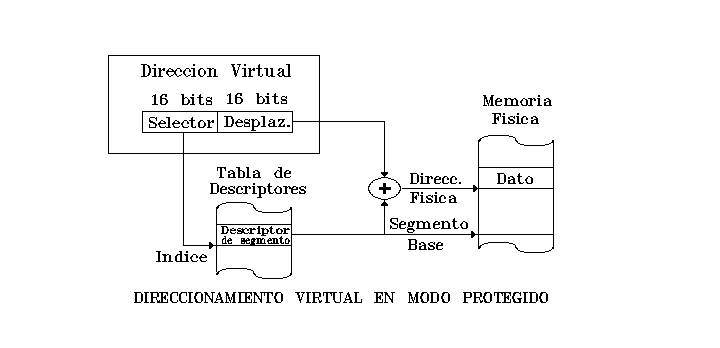 Direccion Virtual
16 bits 16 bits
Selector Desplaz.
Memoria
Fisica
Tabla de
Descriptores
+
Direcc.
Fisica
Dato
Descriptor
de segmento
Segmento
Base
Indice
DIRECCIONAMIENTO VIRTUAL EN MODO PROTEGIDO